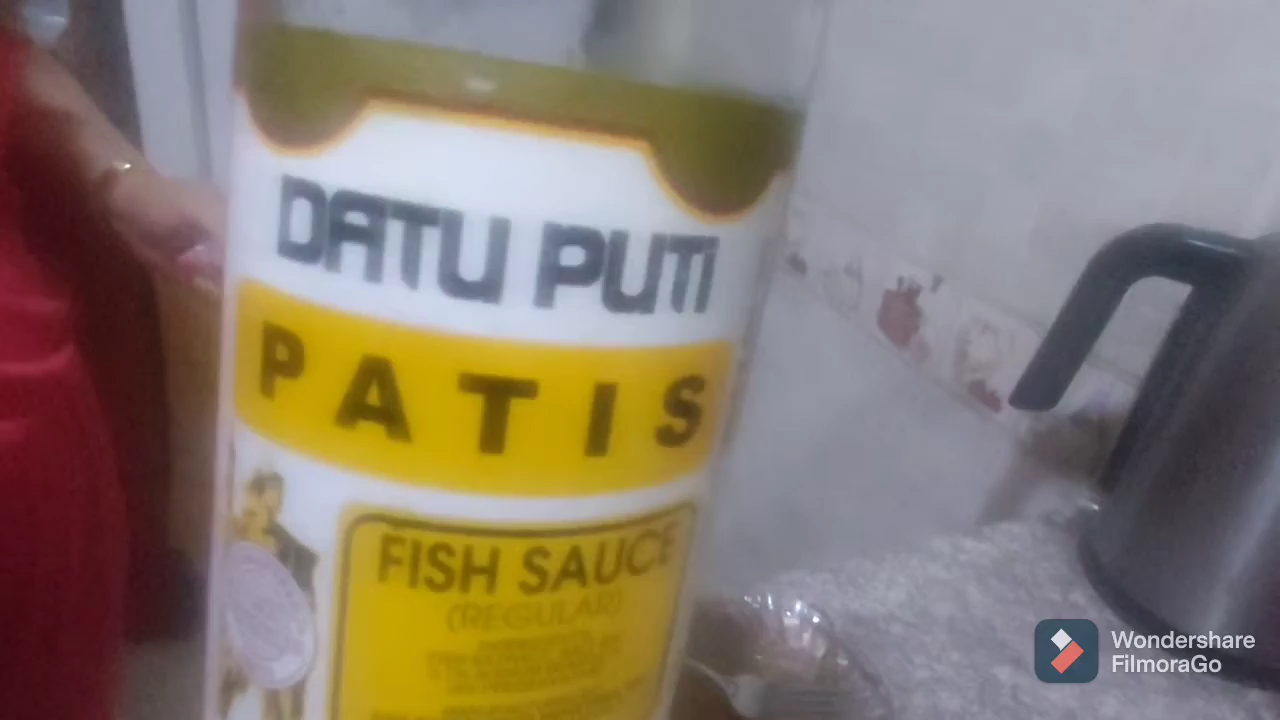 DATU PUTI
PATIS
FISH SAUCE
(REGULAR)
Wondershare
FilmoraGo